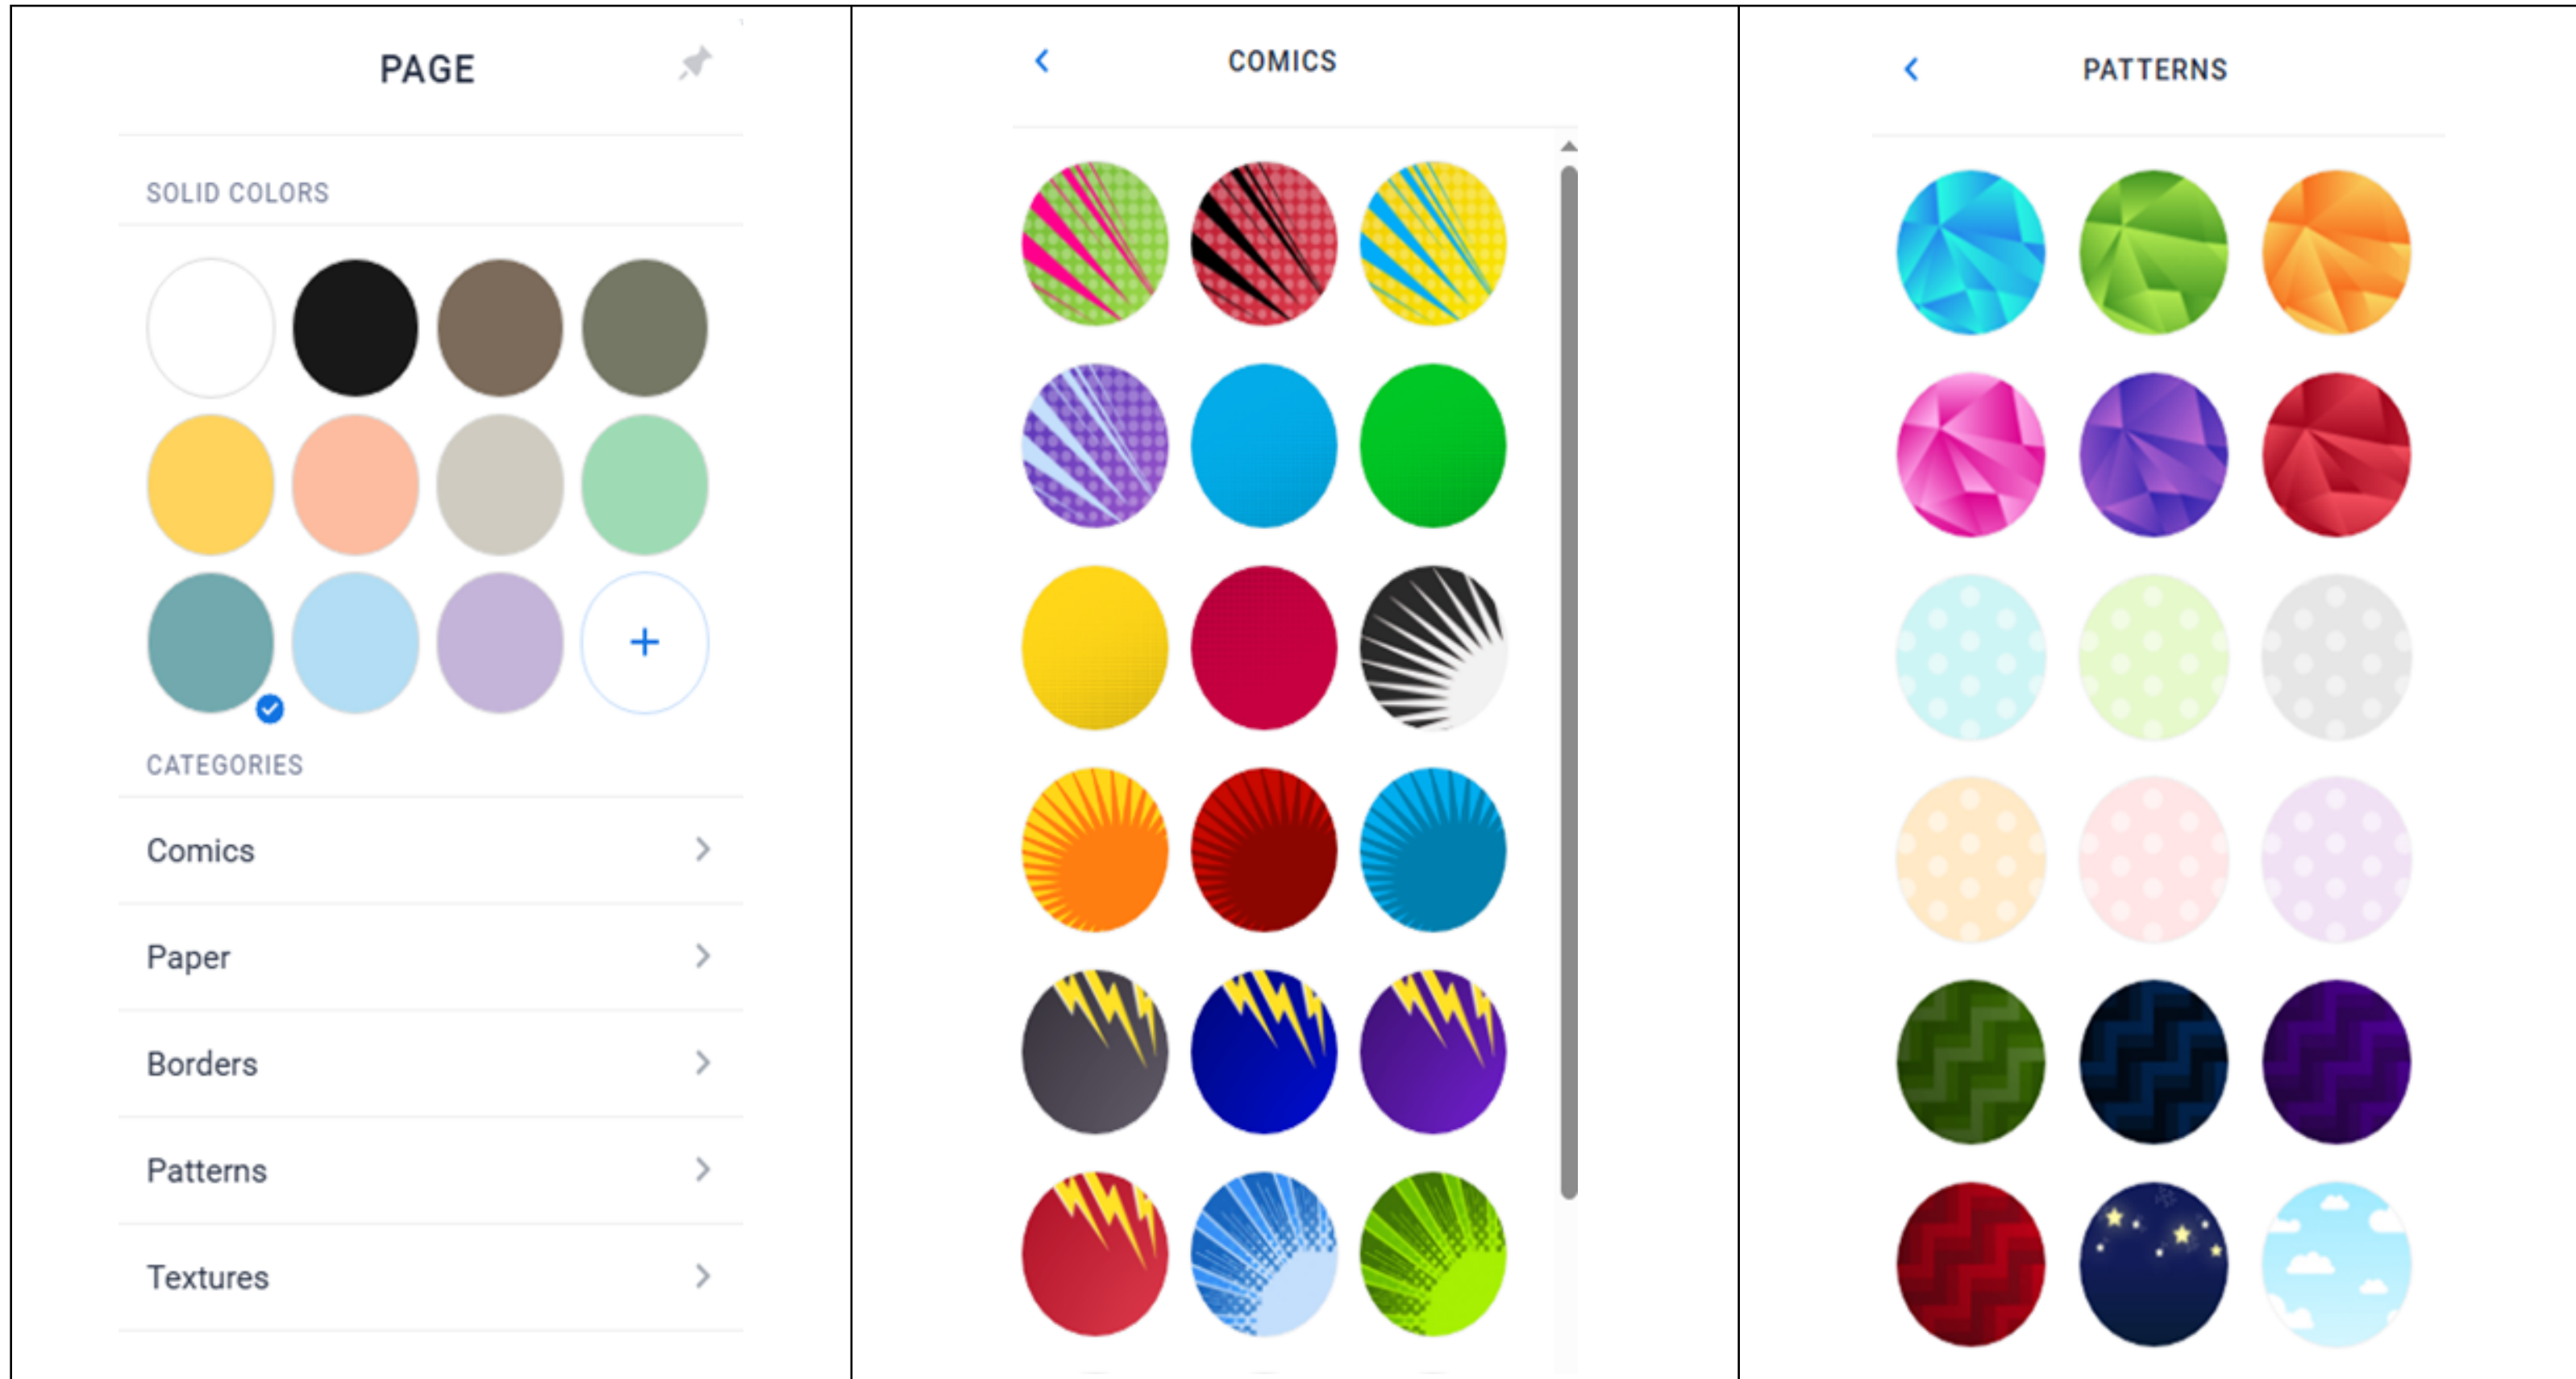 PAGE
SOLID COLORS
CATEGORIES
Comics
Paper
Borders
Patterns
Textures
COMICS
PATTERNS